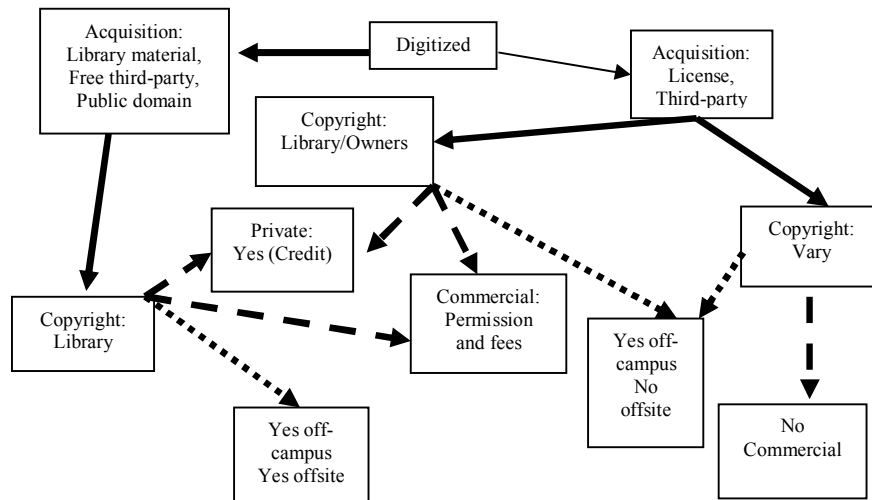 Acquisition:
Library material,
Free third-party,
Public domain
Digitized
Acquisition:
License,
Third-party
Copyright:
Library/Owners
Private:
Yes (Credit)
Copyright:
Vary
Copyright:
Library
Commercial:
Permission
and fees
Yes off-
campus
No
offsite
Yes off-
campus
Yes offsite
No
Commercial